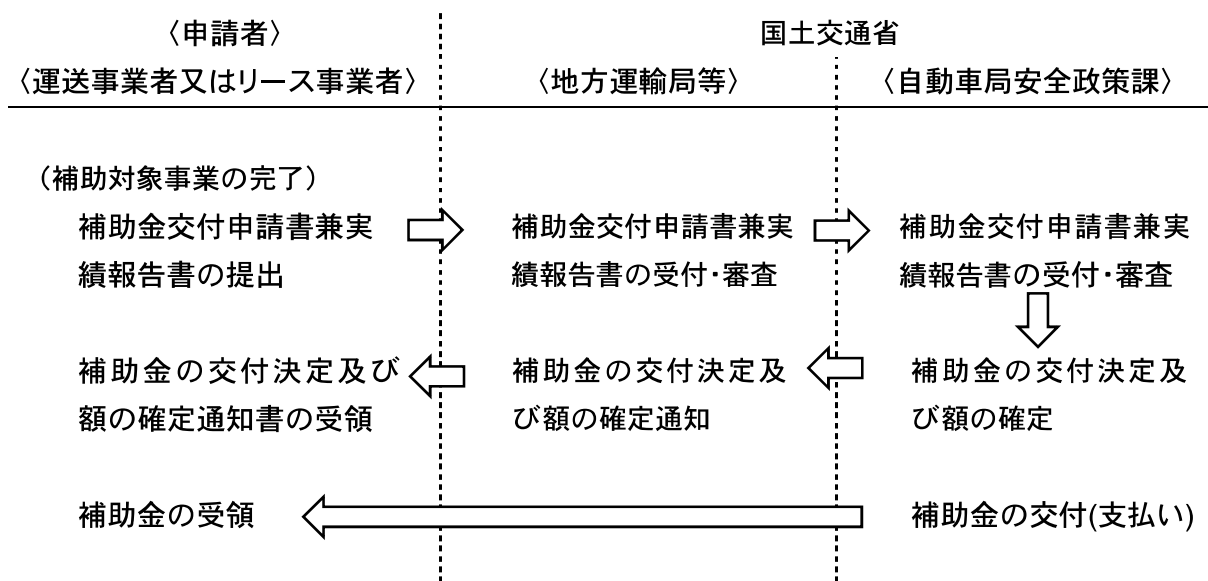 〈申請者〉
国土交通省
〈運送事業者又はリース事業者〉
〈地方運輸局等〉
〈自動車局安全政策課〉
（補助対象事業の完了）
補助金交付申請書兼実
績報告書の提出
補助金交付申請書兼実
績報告書の受付・審査
補助金交付申請書兼実
績報告書の受付・審査
補助金の交付決定及び
額の確定通知書の受領
補助金の交付決定及
び額の確定通知
補助金の交付決定及
び額の確定
補助金の受領
補助金の交付(支払い)